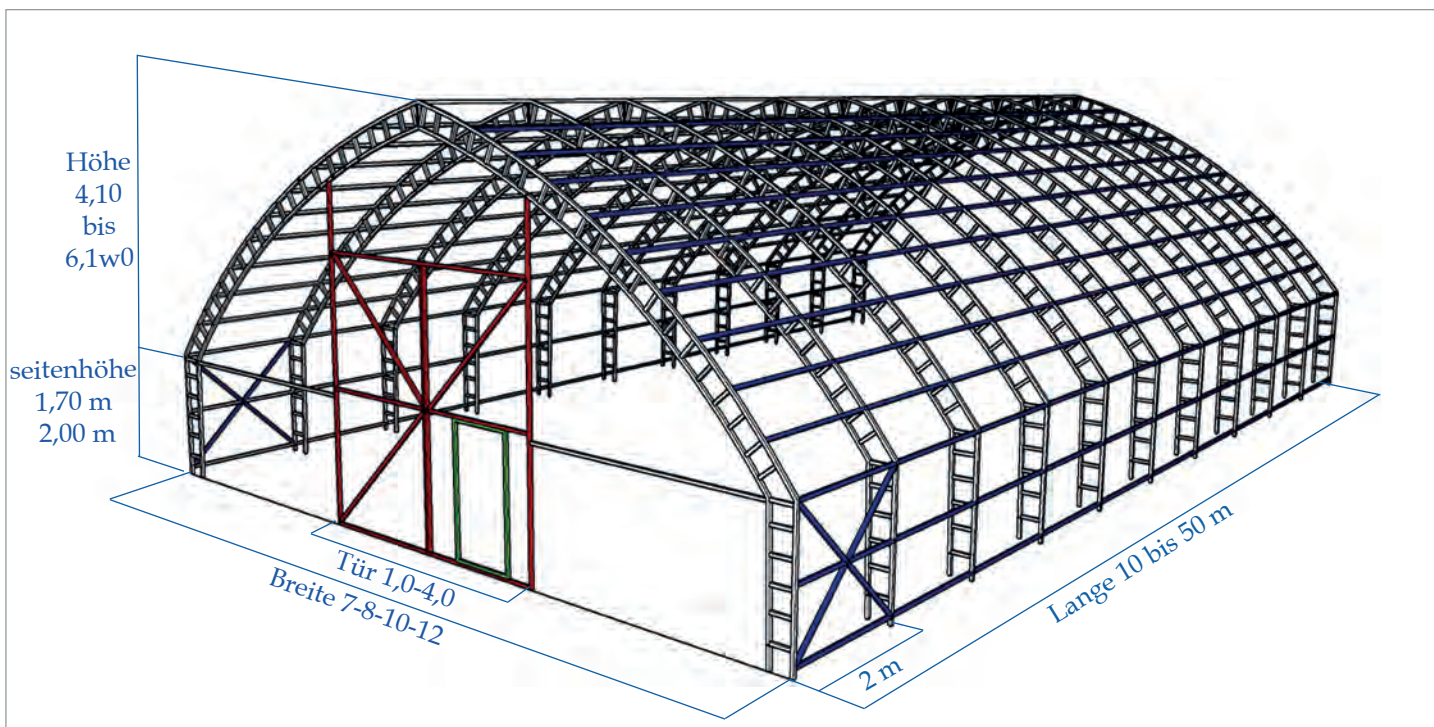 Höhe
4,10
bis
6,1w0
seitenhöhe
1,70 m
2,00 m
Tür 1,0-4,0
Breite 7-8-10-12
2 m
Lange 10 bis 50 m